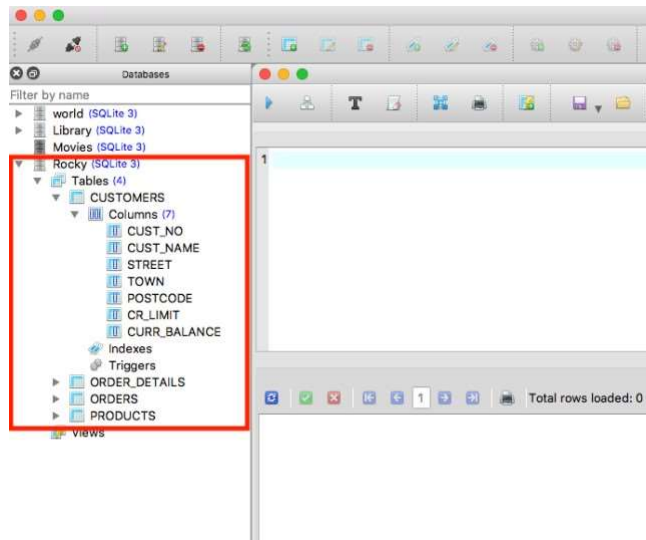 Databases
Filter by name
world (SQLite 3)
Library (SQLite 3)
Movies (SQLite 3)
Rocky (SQLite 3)
Tables (4)
CUSTOMERS
Columns (7)
CUST_NO
CUST_NAME
STREET
TOWN
POSTCODE
CR_LIMIT
CURR_BALANCE
Indexes
Triggers
ORDER_DETAILS
ORDERS
PRODUCTS
Views
T
1
1
Total rows loaded: 0